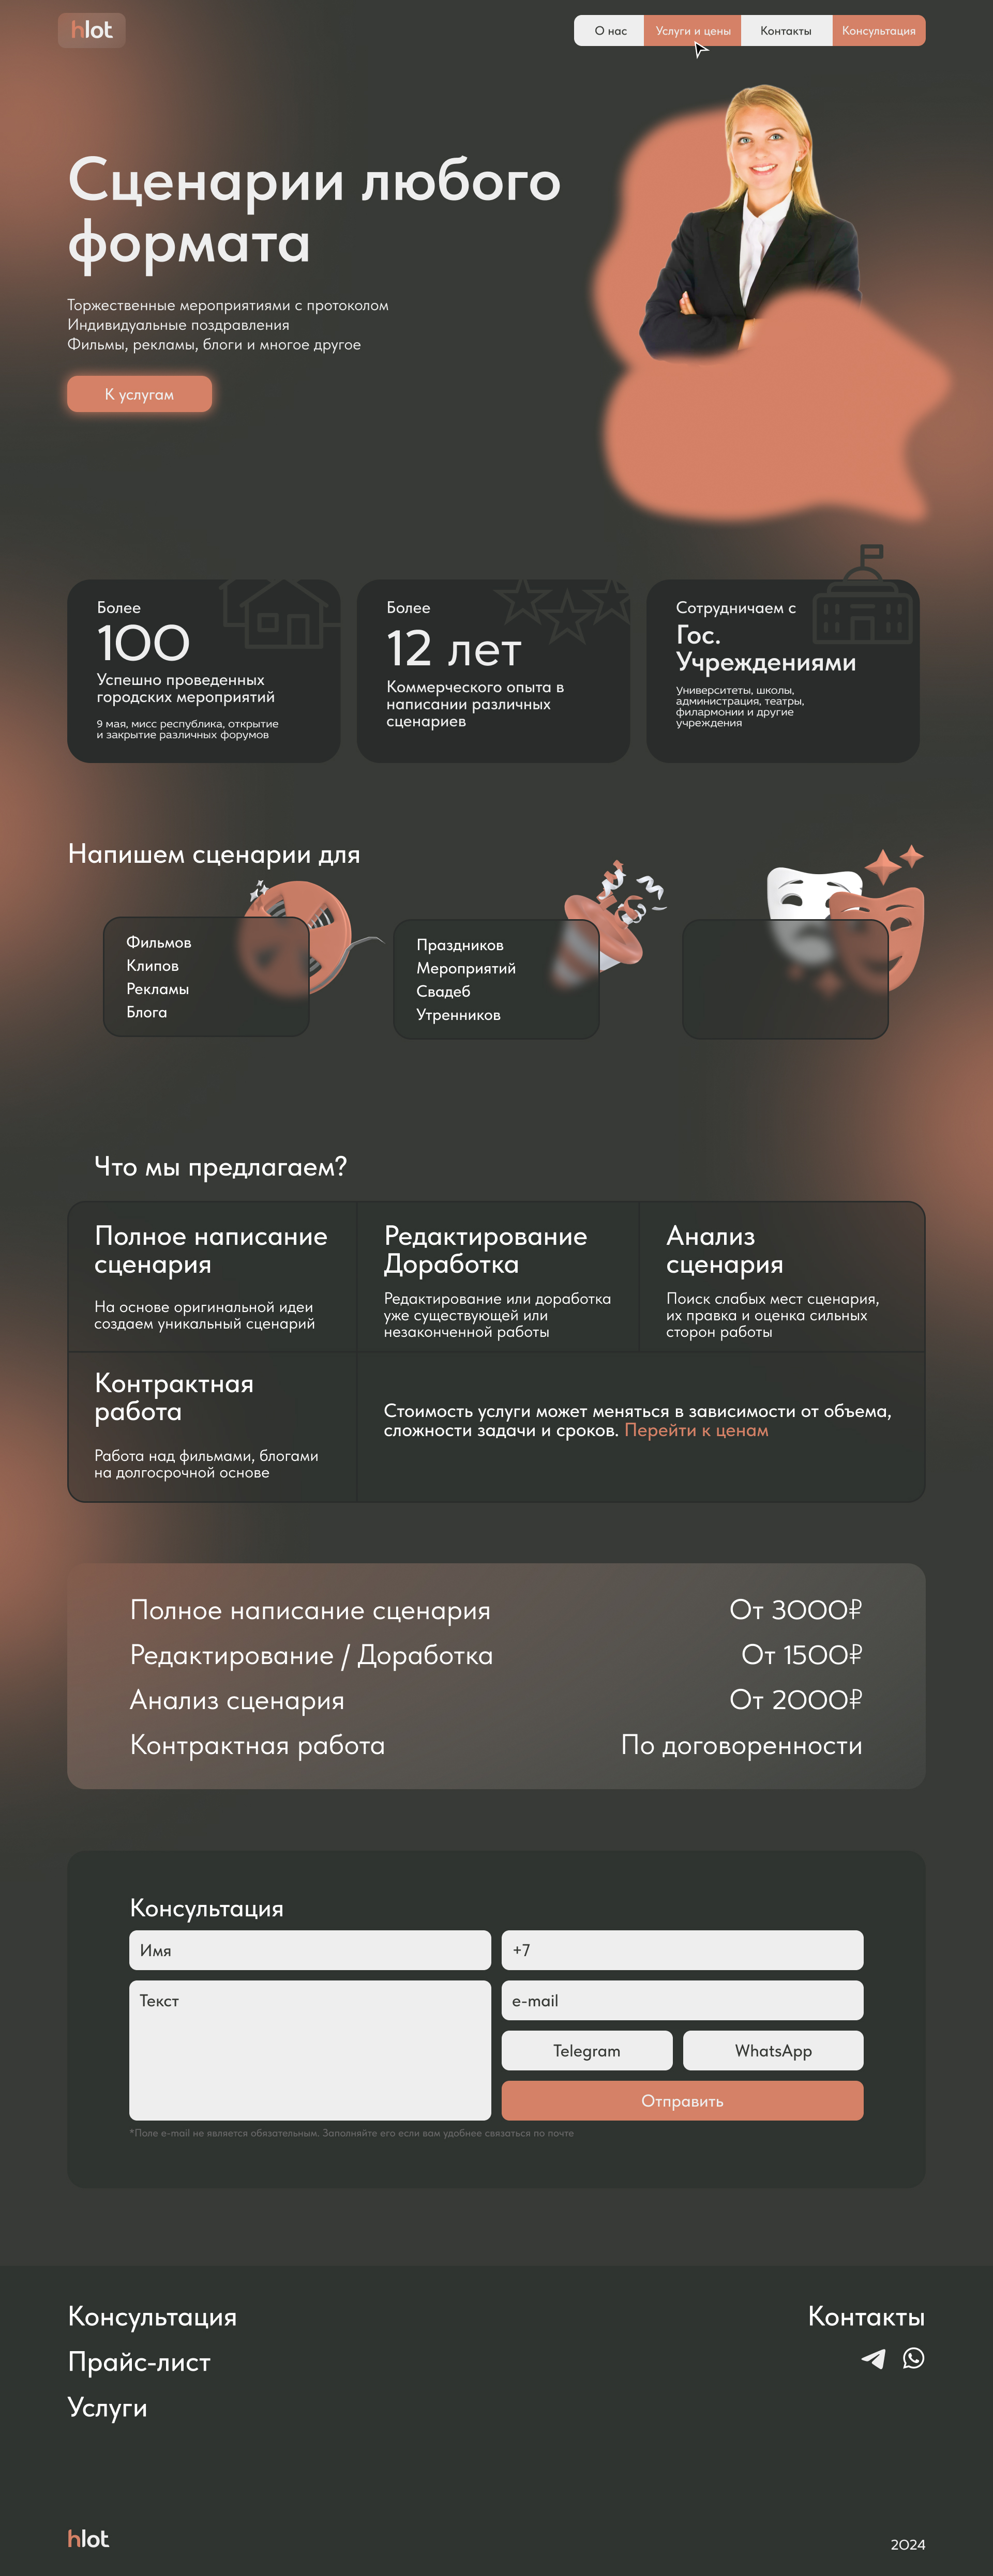 hlot
О нас
Услуги и цены
Контакты
Консультация
Сценарии любого
формата
Торжественные мероприятиями с протоколом
Индивидуальные поздравления
Фильмы, рекламы, блоги и многое другое
К услугам
Более
100
Успешно проведенных
городских мероприятий
9 мая, мисс республика, открытие
и закрытие различных форумов
Более
12 лет
Коммерческого опыта в
написании различных
сценариев
Сотрудничаем с
Гос.
Учреждениями
Университеты, школы,
администрация, театры,
филармонии и другие
учреждения
Напишем сценарии для
Фильмов
Клипов
Рекламы
Блога
Праздников
Мероприятий
Свадеб
Утренников
Что мы предлагаем?
Полное написание
сценария
На основе оригинальной идеи
создаем уникальный сценарий
Редактирование
Доработка
Редактирование или доработка
уже существующей или
незаконченной работы
Анализ
сценария
Поиск слабых мест сценария,
их правка и оценка сильных
сторон работы
Контрактная
работа
Работа над фильмами, блогами
на долгосрочной основе
Стоимость услуги может меняться в зависимости от объема,
сложности задачи и сроков. Перейти к ценам
Полное написание сценария От 3000₽
Редактирование / Доработка От 1500₽
Анализ сценария От 2000₽
Контрактная работа По договоренности
Консультация
Имя
+7
Текст
e-mail
Telegram
WhatsApp
Отправить
*Поле e-mail не является обязательным. Заполняйте его если вам удобнее связаться по почте
Консультация
Прайс-лист
Услуги
Контакты
hlot
2024